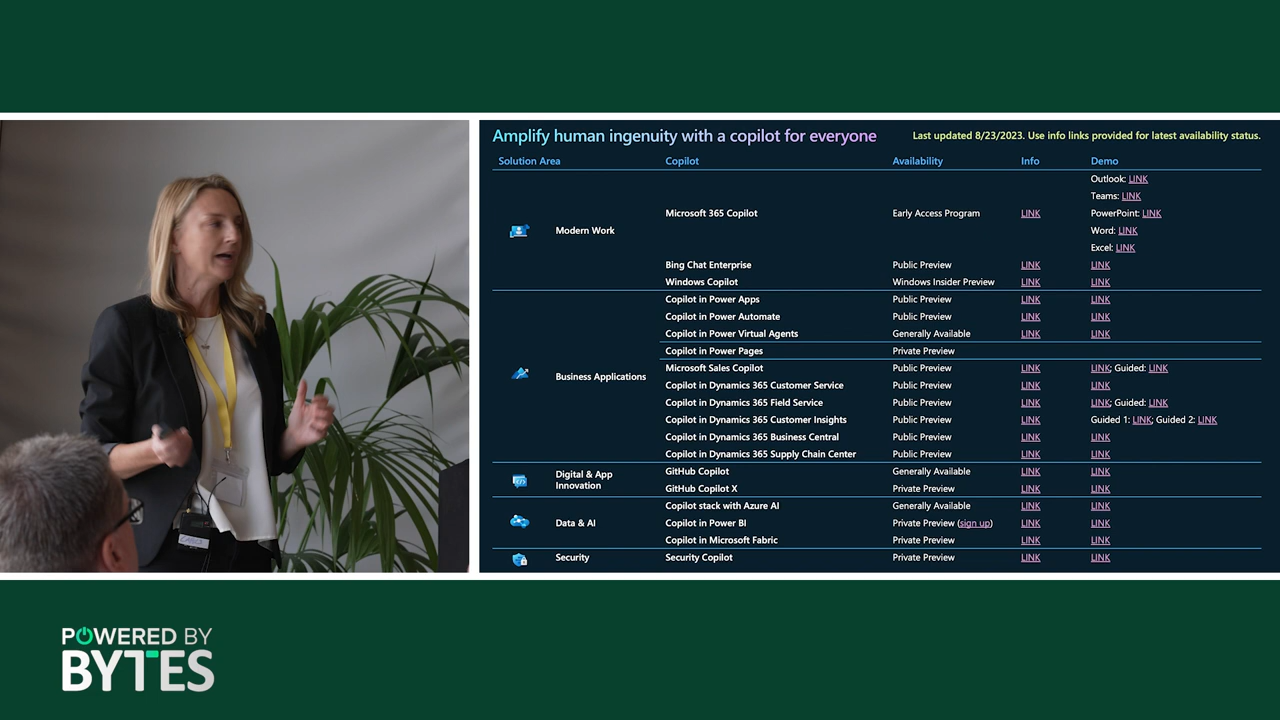 Amplify human ingenuity with a copilot for everyone
Last updated 8/23/2023. Use info links provided for latest availability status.
Solution Area Copilot Availability Info Demo
Modern Work
Microsoft 365 Copilot Early Access Program LINK
Outlook: LINK
Teams: LINK
PowerPoint: LINK
Word: LINK
Excel: LINK
Bing Chat Enterprise Public Preview LINK LINK
Windows Copilot Windows Insider Preview LINK LINK
Business Applications
Copilot in Power Apps Public Preview LINK LINK
Copilot in Power Automate Public Preview LINK LINK
Copilot in Power Virtual Agents Generally Available LINK LINK
Copilot in Power Pages Private Preview
Microsoft Sales Copilot Public Preview LINK LINK; Guided: LINK
Copilot in Dynamics 365 Customer Service Public Preview LINK LINK
Copilot in Dynamics 365 Field Service Public Preview LINK LINK; Guided: LINK
Copilot in Dynamics 365 Customer Insights Public Preview LINK Guided 1: LINK; Guided 2: LINK
Copilot in Dynamics 365 Business Central Public Preview LINK LINK
Copilot in Dynamics 365 Supply Chain Center Public Preview LINK LINK
Digital & App
Innovation
GitHub Copilot Generally Available LINK LINK
GitHub Copilot X Private Preview LINK LINK
Data & AI
Copilot stack with Azure AI Generally Available LINK LINK
Copilot in Power BI Private Preview (sign up) LINK LINK
Copilot in Microsoft Fabric Private Preview LINK LINK
Security Security Copilot Private Preview LINK LINK
POWERED BY
BYTES